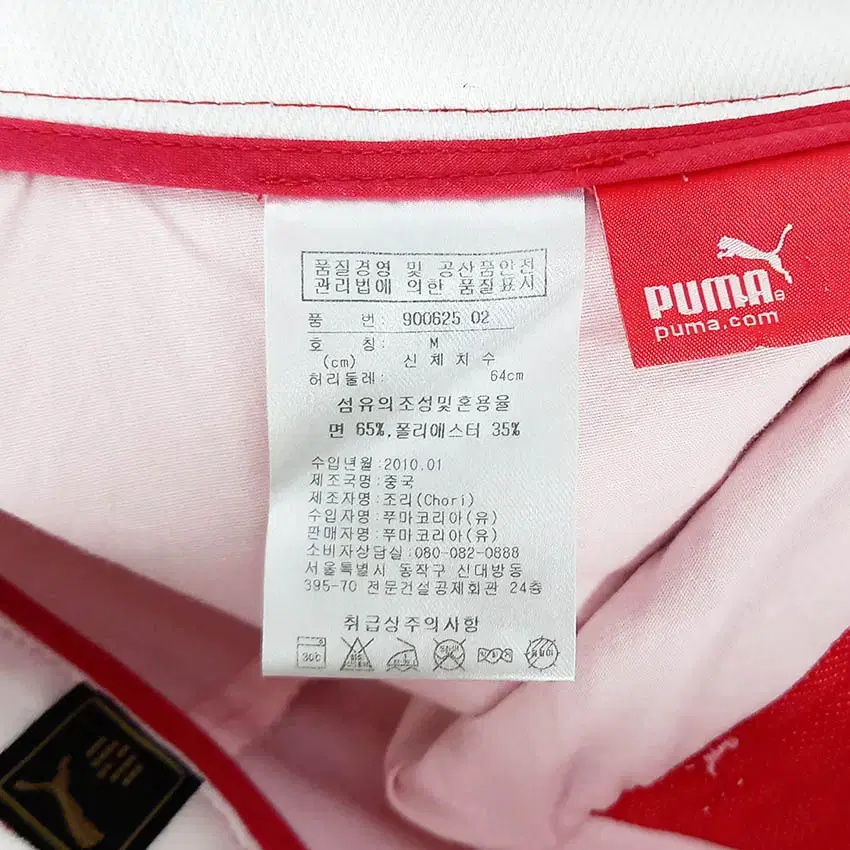 품질경영 및 공산품안전
관리법에 의한 품질표시
품 번: 900625 02
호 칭: M
(cm) 신체치수
허리둘레: 64cm
섬유의조성및혼용율
면 65%,폴리에스터 35%
수입년월:2010.01
제조국명:중국
제조자명:조리(Chori)
수입자명:푸마코리아(유)
판매자명:푸마코리아(유)
소비자상담실:080-082-0888
서울특별시 동작구 신대방동
395-70 전문건설공제회관 24층
취급상주의사항
PUMA®
puma.com